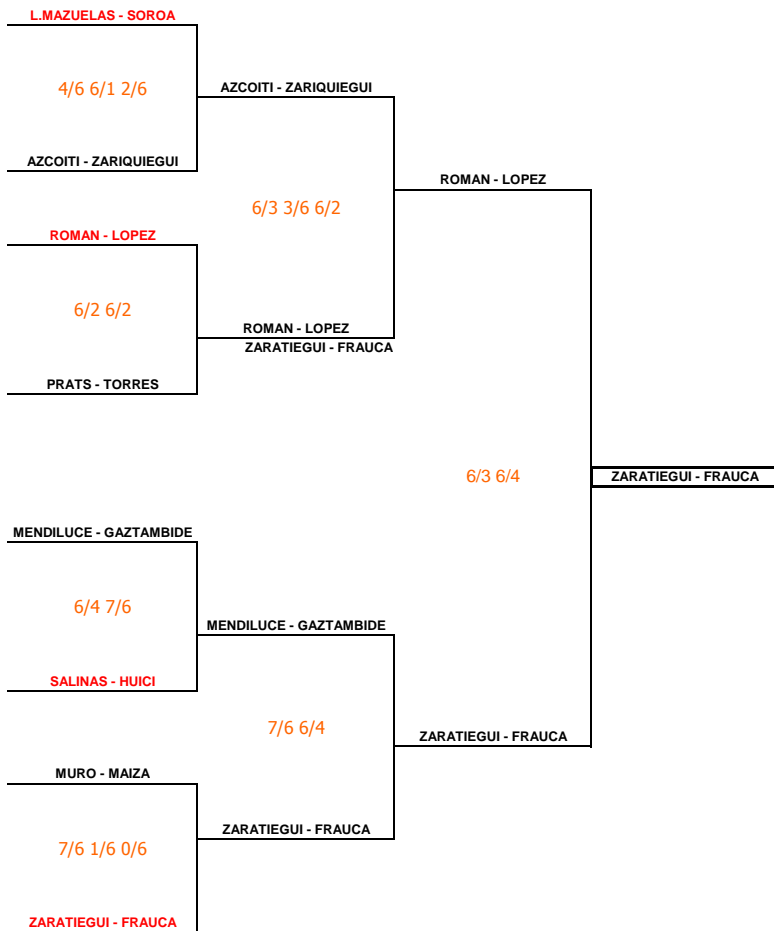 L.MAZUELAS - SOROA
4/6 6/1 2/6
AZCOITI - ZARIQUIEGUI
AZCOITI - ZARIQUIEGUI
ROMAN - LOPEZ
6/3 3/6 6/2
ROMAN - LOPEZ
6/2 6/2
ROMAN - LOPEZ
ZARATIEGUI - FRAUCA
PRATS - TORRES
6/3 6/4
ZARATIEGUI - FRAUCA
MENDILUCE - GAZTAMBIDE
6/4 7/6
MENDILUCE - GAZTAMBIDE
SALINAS - HUICI
7/6 6/4
ZARATIEGUI - FRAUCA
MURO - MAIZA
ZARATIEGUI - FRAUCA
7/6 1/6 0/6
ZARATIEGUI - FRAUCA